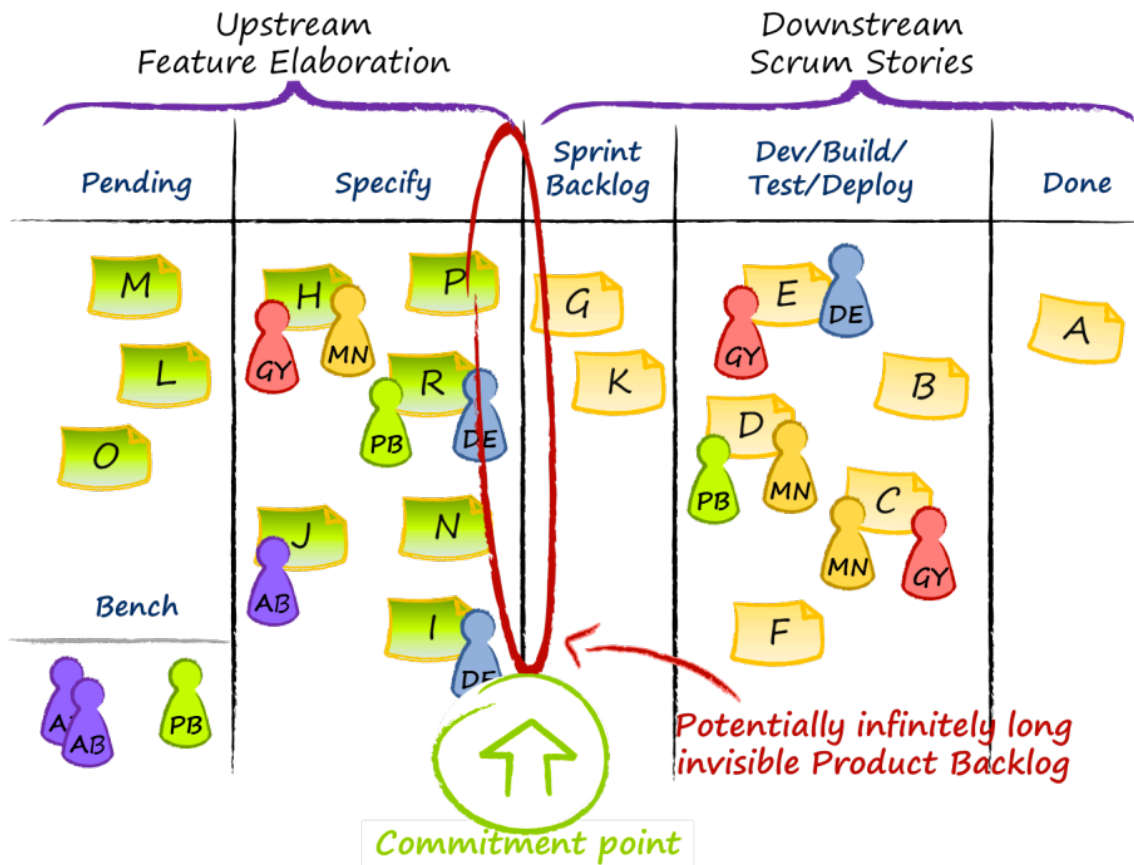 Upstream
Feature Elaboration
Downstream
Scrum Stories
Pending
Specify
Sprint
Backlog
Dev/Build/
Test/Deploy
Done
M
L
O
H
GY
MN
P
R
PB
DE
J
AB
N
I
DE
G
K
E
GY
DE
B
D
PB
MN
C
MN
GY
F
A
Bench
AB
PB
Potentially infinitely long
invisible Product Backlog
Commitment point